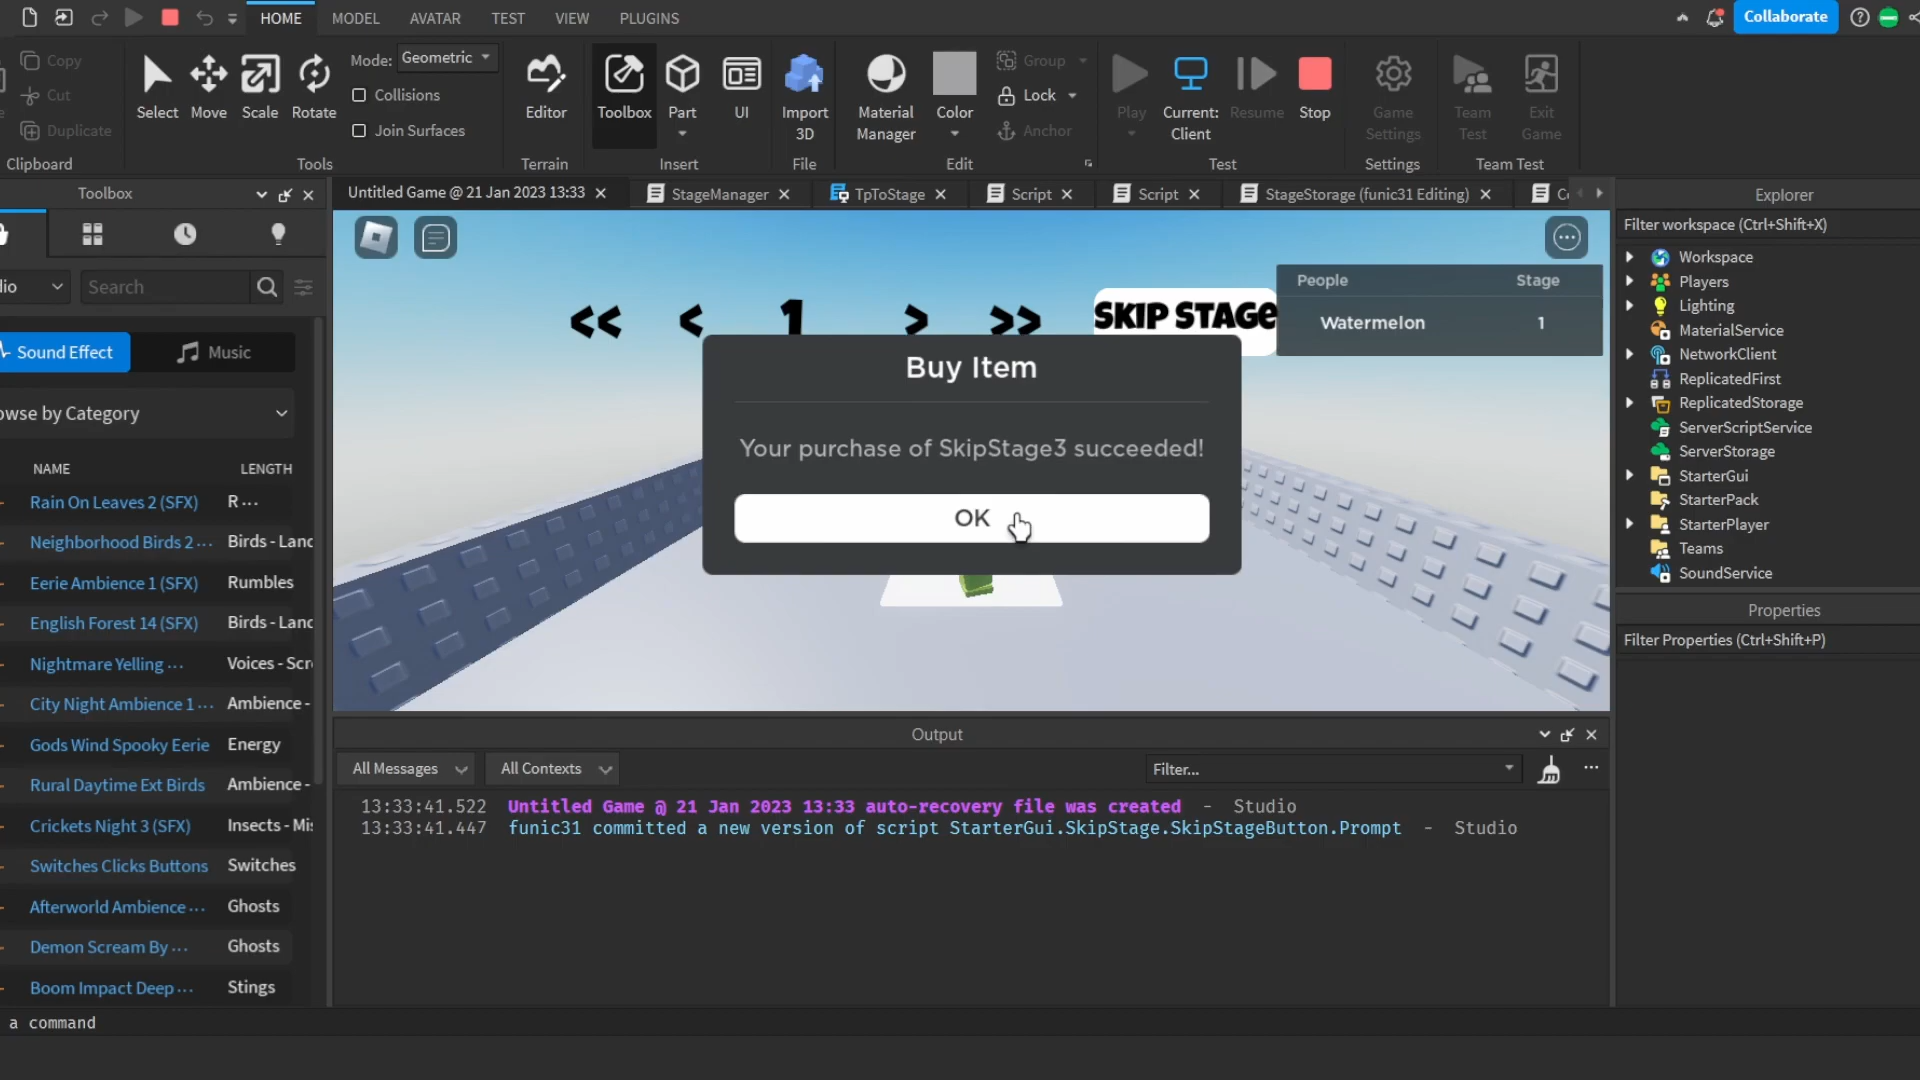 HOME
MODEL
AVATAR
TEST
VIEW
PLUGINS
Collaborate
Copy
Cut
Duplicate
Clipboard
Select
Move
Scale
Rotate
Mode: Geometric
Collisions
Join Surfaces
Tools
Editor
Terrain
Toolbox
Part
UI
Insert
Import
3D
File
Material
Manager
Color
Group
Lock
Anchor
Edit
Play
Current:
Client
Resume
Stop
Test
Game
Settings
Settings
Team
Test
Exit
Game
Team Test
Toolbox
Untitled Game @ 21 Jan 2023 13:33
StageManager
TpToStage
Script
Script
StageStorage (funic31 Editing)
Explorer
Filter workspace (Ctrl+Shift+X)
Workspace
Players
Lighting
MaterialService
NetworkClient
ReplicatedFirst
ReplicatedStorage
ServerScriptService
ServerStorage
StarterGui
StarterPack
StarterPlayer
Teams
SoundService
Properties
Filter Properties (Ctrl+Shift+P)
dio
Search
Sound Effect
Music
owse by Category
NAME LENGTH
Rain On Leaves 2 (SFX) R ...
Neighborhood Birds 2 ... Birds - Land
Eerie Ambience 1 (SFX) Rumbles
English Forest 14 (SFX) Birds - Land
Nightmare Yelling ... Voices - Scr
City Night Ambience 1 ... Ambience -
Gods Wind Spooky Eerie Energy
Rural Daytime Ext Birds Ambience -
Crickets Night 3 (SFX) Insects - Mi
Switches Clicks Buttons Switches
Afterworld Ambience ... Ghosts
Demon Scream By ... Ghosts
Boom Impact Deep ... Stings
<< < 1 > >>
SKIP STAGE
People Stage
Watermelon 1
Buy Item
Your purchase of SkipStage3 succeeded!
OK
Output
All Messages
All Contexts
Filter...
13:33:41.522 Untitled Game @ 21 Jan 2023 13:33 auto-recovery file was created - Studio
13:33:41.447 funic31 committed a new version of script StarterGui.SkipStage.SkipStageButton.Prompt - Studio
a command